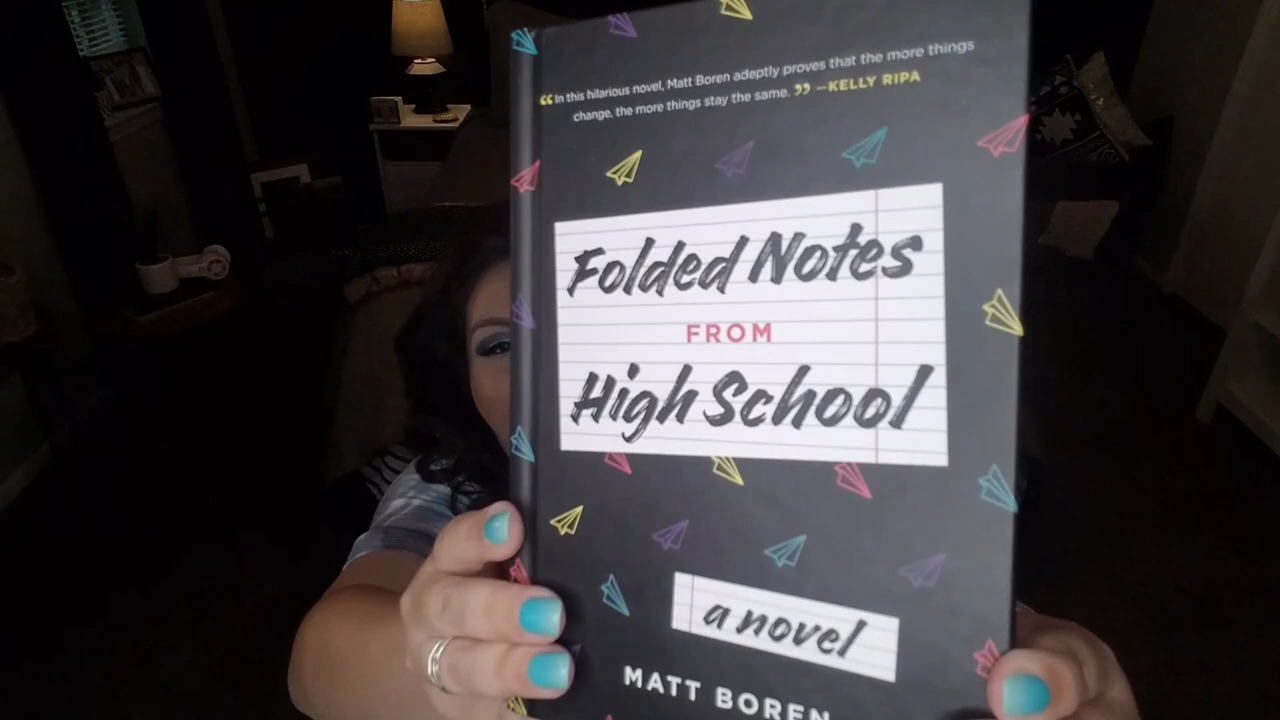 “In this hilarious novel, Matt Boren adeptly proves that the more things
change, the more things stay the same. ” —KELLY RIPA
Folded Notes
FROM
High School
a novel
MATT BOREN